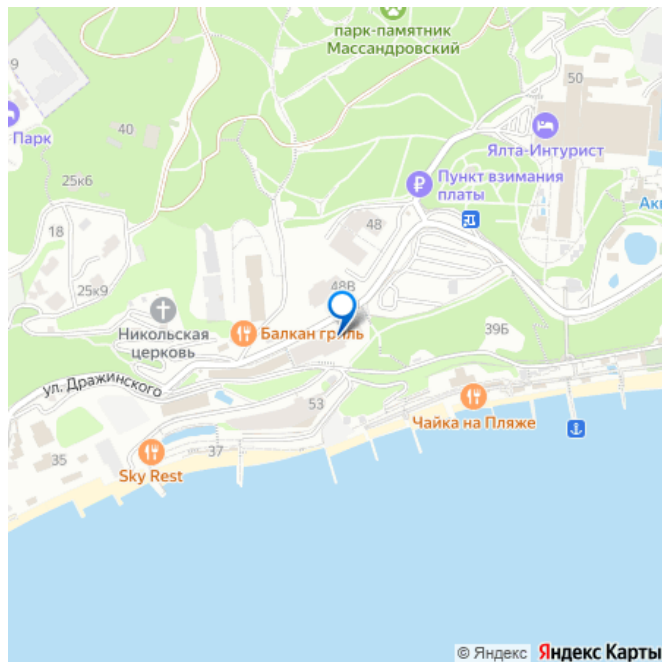 парк-памятник
Массандровский
9
50
40
Парк
Ялта-Интурист
Пункт взимания
платы
25к6
Ак
18
48
25к9
48В
39Б
Никольская
церковь
Балкан гриль
ул. Дражинского
53
Чайка на Пляже
35
37
Sky Rest
© Яндекс Яндекс Карты